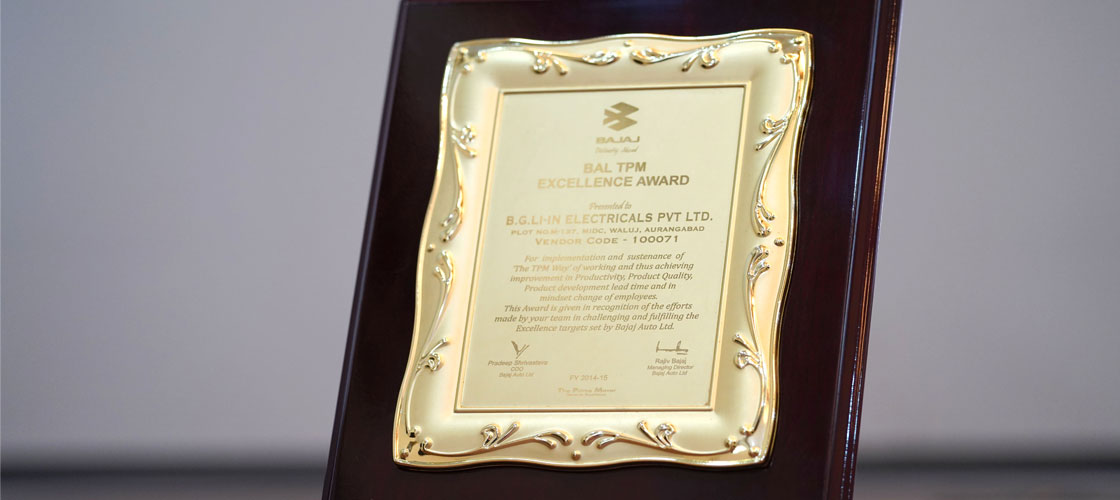 BAJAJ
Distinctly Ahead
BAL TPM
EXCELLENCE AWARD
Presented to
B.G.LI-IN ELECTRICALS PVT LTD.
PLOT NO.M-137, MIDC, WALUJ, AURANGABAD
VENDOR CODE - 100071
For implementation and sustenance of
'The TPM Way' of working and thus achieving
improvement in Productivity, Product Quality,
Product development lead time and in
mindset change of employees.
This Award is given in recognition of the efforts
made by your team in challenging and fulfilling the
Excellence targets set by Bajaj Auto Ltd.
Pradeep Shrivastava
COO
Bajaj Auto Ltd
Rajiv Bajaj
Managing Director
Bajaj Auto Ltd
FY 2014-15